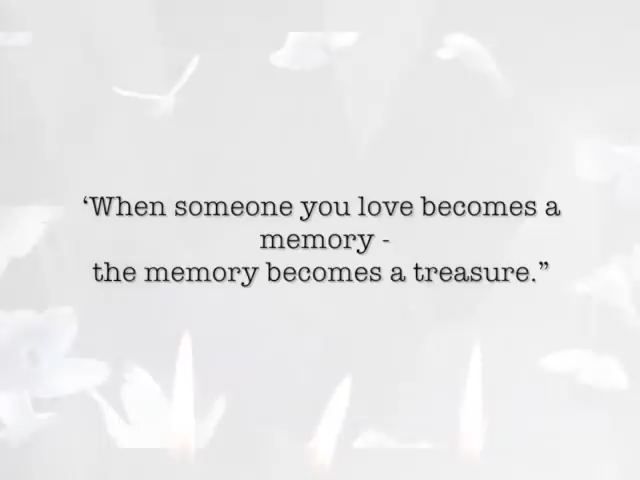 ‘When someone you love becomes a
memory -
the memory becomes a treasure.”